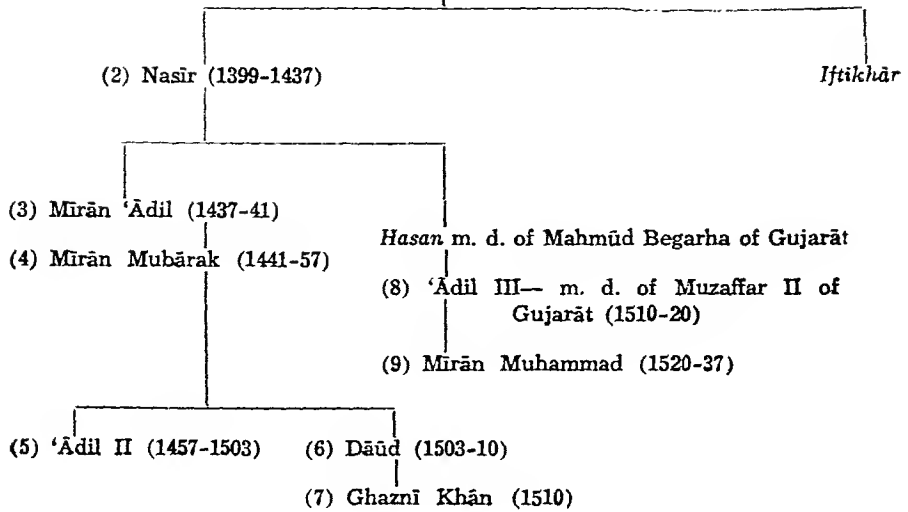 (2) Nasīr (1399-1437)
Iftikhār
(3) Mīrān ‘Ādil (1437-41)
(4) Mīrān Mubārak (1441-57)
Hasan m. d. of Mahmūd Begarha of Gujarāt
(8) ‘Ādil III— m. d. of Muzaffar II of
Gujarāt (1510-20)
(9) Mīrān Muhammad (1520-37)
(5) ‘Ādil II (1457-1503)
(6) Dāūd (1503-10)
(7) Ghaznī Khān (1510)